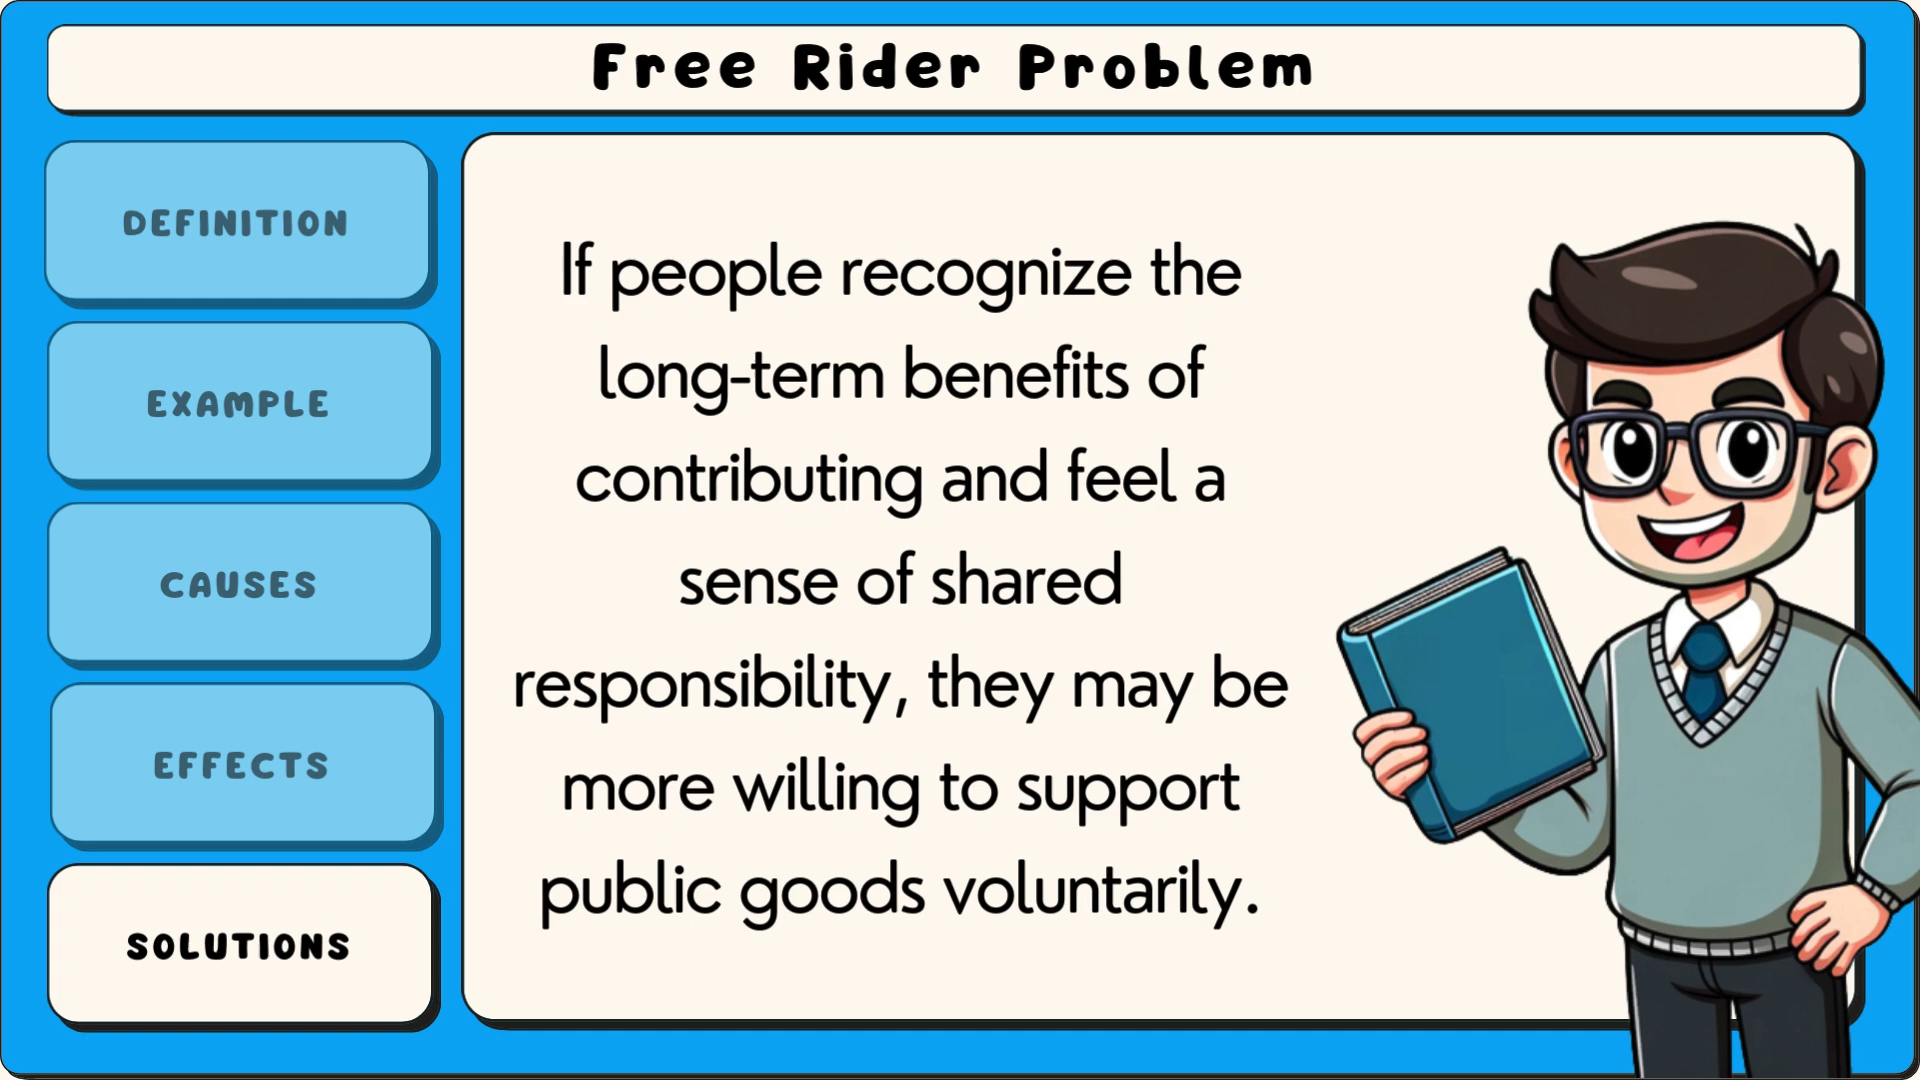 Free Rider Problem
DEFINITION
EXAMPLE
CAUSES
EFFECTS
SOLUTIONS
If people recognize the
long-term benefits of
contributing and feel a
sense of shared
responsibility, they may be
more willing to support
public goods voluntarily.